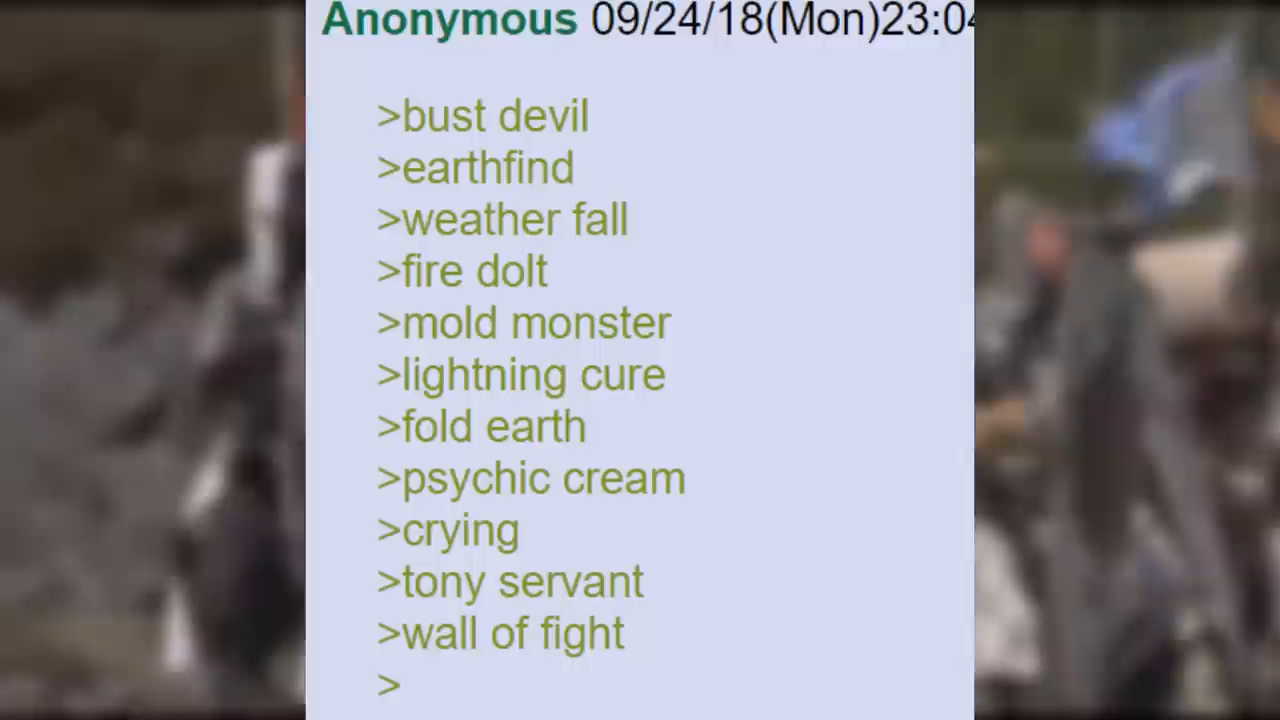 Anonymous 09/24/18(Mon)23:04
>bust devil
>earthfind
>weather fall
>fire dolt
>mold monster
>lightning cure
>fold earth
>psychic cream
>crying
>tony servant
>wall of fight
>